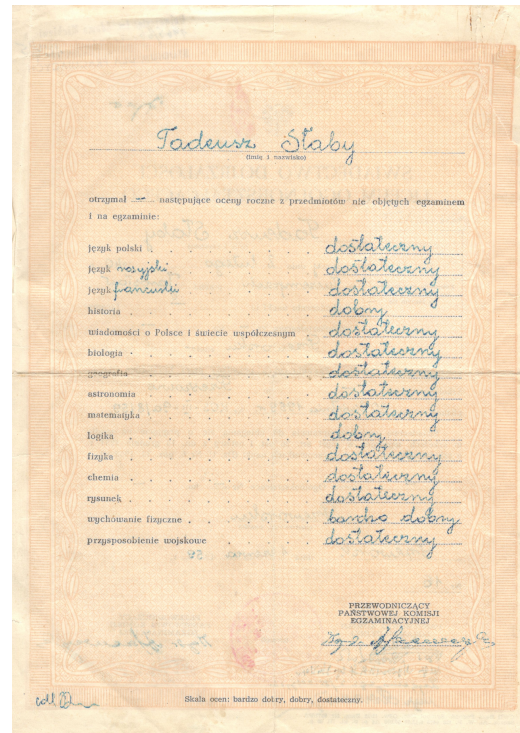 Tadeusz Słaby
(imię i nazwisko)
otrzymał — następujące oceny roczne z przedmiotów nie objętych egzaminem
i na egzaminie:
język polski dostateczny
język rosyjski dostateczny
język francuski dostateczny
historia dobry
wiadomości o Polsce i świecie współczesnym dostateczny
biologia dostateczny
geografia dostateczny
astronomia dostateczny
matematyka dostateczny
logika dobry
fizyka dostateczny
chemia dostateczny
rysunek dostateczny
wychowanie fizyczne bardzo dobry
przysposobienie wojskowe dostateczny
PRZEWODNICZĄCY
PAŃSTWOWEJ KOMISJI
EGZAMINACYJNEJ
Skala ocen: bardzo dobry, dobry, dostateczny.